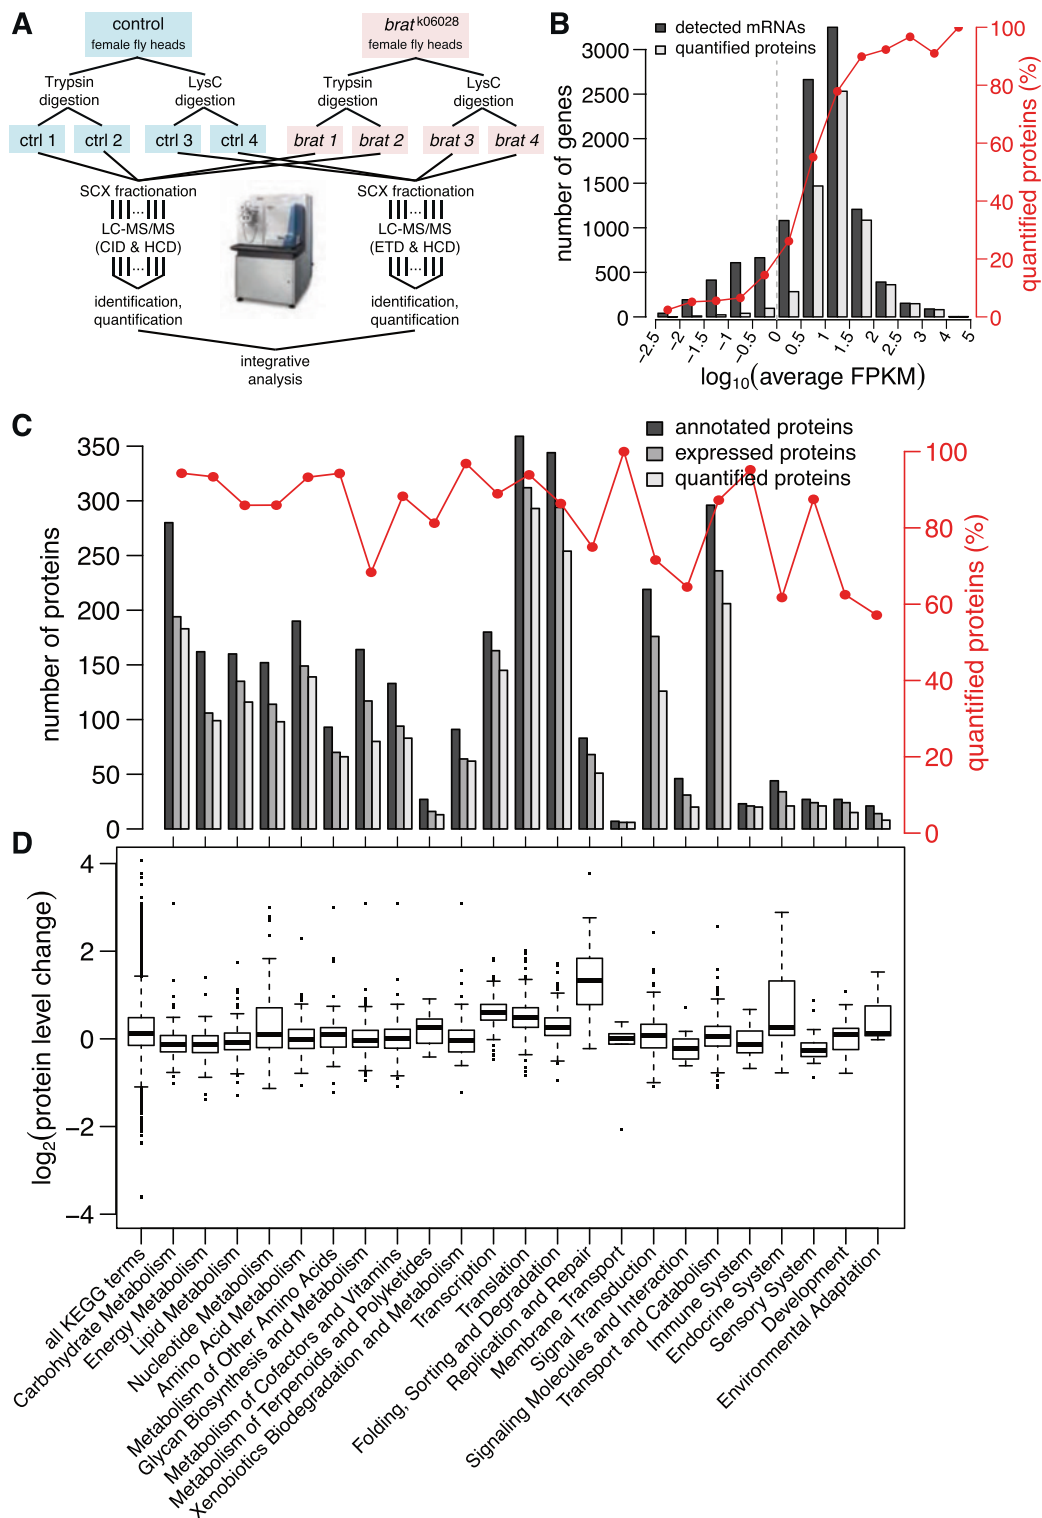 A
control
female fly heads
brat k06028
female fly heads
Trypsin
digestion
LysC
digestion
Trypsin
digestion
LysC
digestion
ctrl 1
ctrl 2
ctrl 3
ctrl 4
brat 1
brat 2
brat 3
brat 4
SCX fractionation
SCX fractionation
...
...
LC-MS/MS
(CID & HCD)
LC-MS/MS
(ETD & HCD)
...
...
identification,
quantification
identification,
quantification
integrative
analysis
B
detected mRNAs
quantified proteins
number of genes
3000
2500
2000
1500
1000
500
0
100
80
60
40
20
0
quantified proteins (%)
−2.5
−2
−1.5
−1
−0.5
0
0.5
1
1.5
2
2.5
3
4
5
log10(average FPKM)
C
annotated proteins
expressed proteins
quantified proteins
number of proteins
350
300
250
200
150
100
50
0
100
80
60
40
20
0
quantified proteins (%)
D
log2(protein level change)
4
2
0
−2
−4
all KEGG terms
Carbohydrate Metabolism
Energy Metabolism
Lipid Metabolism
Nucleotide Metabolism
Amino Acid Metabolism
Metabolism of Other Amino Acids
Glycan Biosynthesis and Metabolism
Metabolism of Cofactors and Vitamins
Metabolism of Terpenoids and Polyketides
Xenobiotics Biodegradation and Metabolism
Transcription
Translation
Folding, Sorting and Degradation
Replication and Repair
Membrane Transport
Signal Transduction
Signaling Molecules and Interaction
Transport and Catabolism
Immune System
Endocrine System
Sensory System
Development
Environmental Adaptation